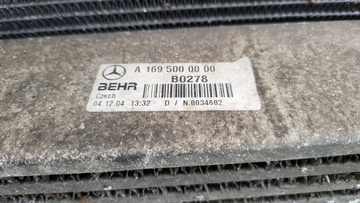 A 169 500 00 00
B0278
BEHR
Czech
04.12.04 13:32 D / N.0034682